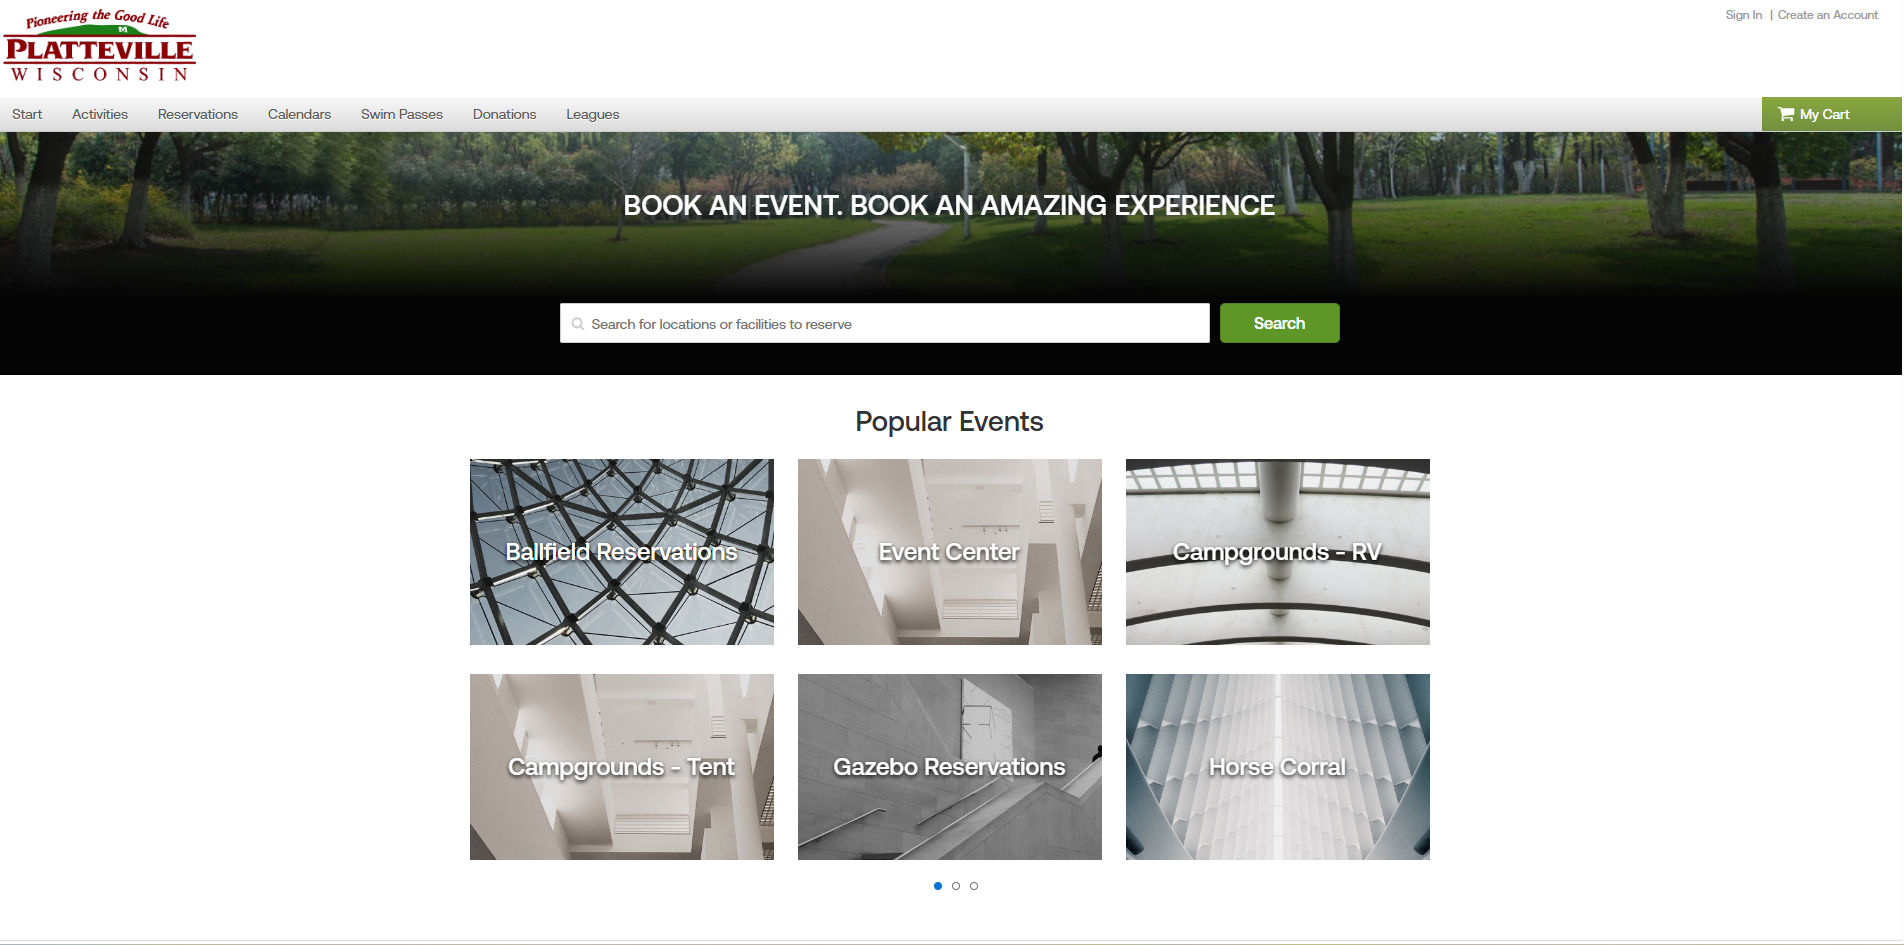 Pioneering the Good Life
M
PLATTEVILLE
WISCONSIN
Sign In | Create an Account
Start Activities Reservations Calendars Swim Passes Donations Leagues My Cart
BOOK AN EVENT. BOOK AN AMAZING EXPERIENCE
Search for locations or facilities to reserve Search
Popular Events
Ballfield Reservations Event Center Campgrounds - RV
Campgrounds - Tent Gazebo Reservations Horse Corral